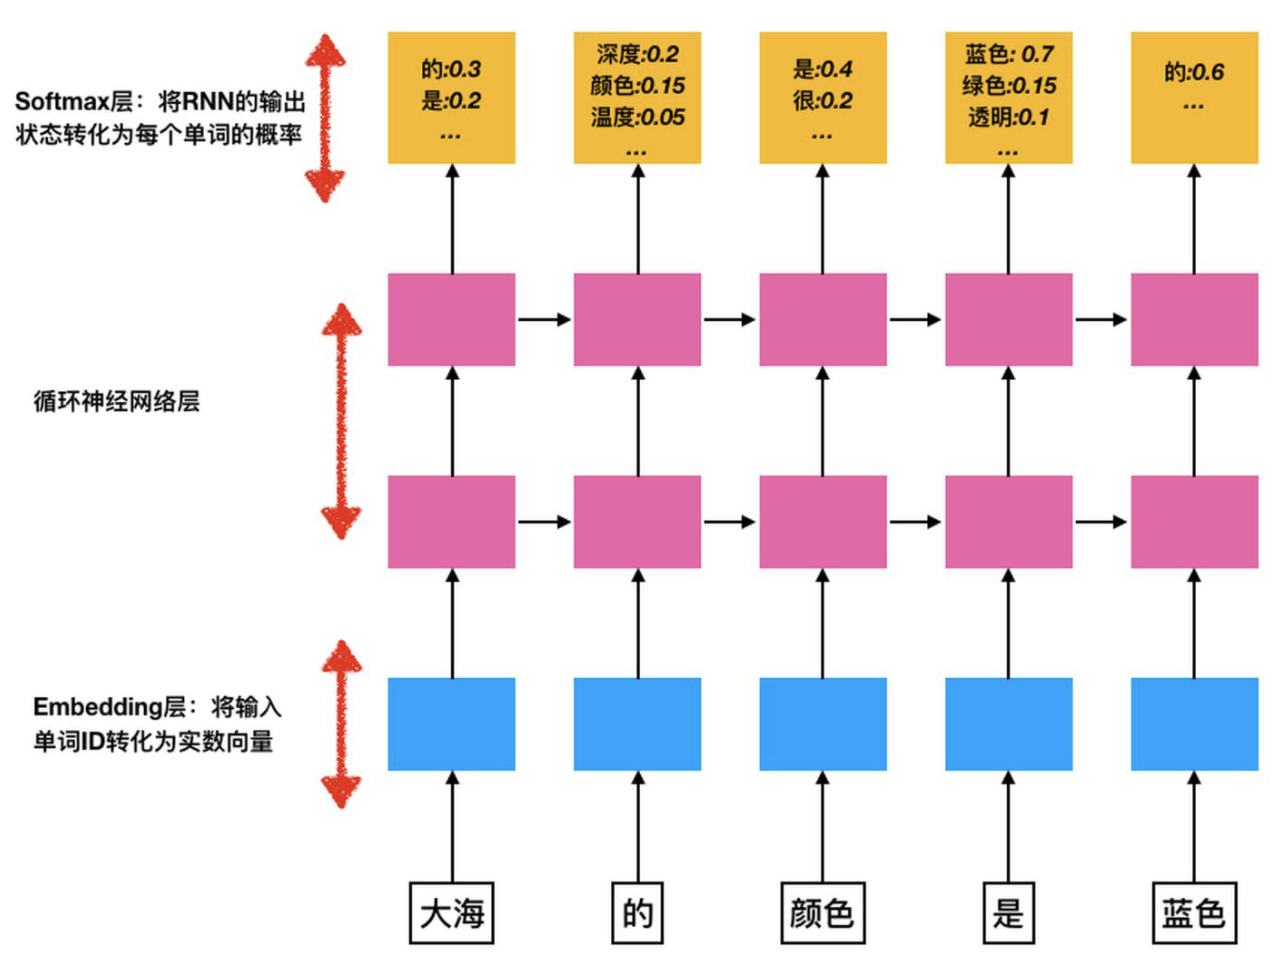 Softmax层：将RNN的输出
状态转化为每个单词的概率
的:0.3
是:0.2
...
深度:0.2
颜色:0.15
温度:0.05
...
是:0.4
很:0.2
...
蓝色: 0.7
绿色:0.15
透明:0.1
...
的:0.6
...
循环神经网络层
Embedding层：将输入
单词ID转化为实数向量
大海
的
颜色
是
蓝色